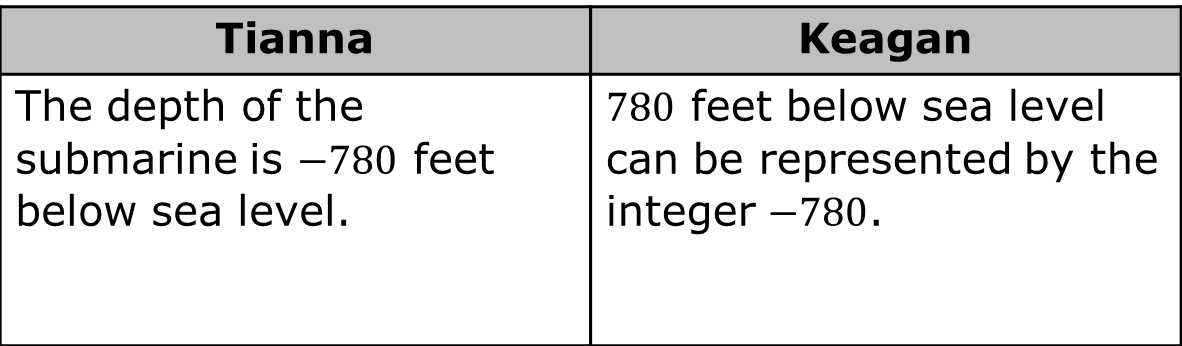 Tianna
The depth of the
submarine is −780 feet
below sea level.
Keagan
780 feet below sea level
can be represented by the
integer −780.